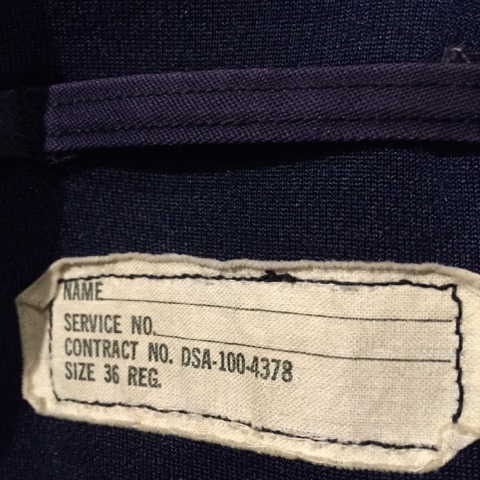 NAME
SERVICE NO.
CONTRACT NO. DSA-100-4378
SIZE 36 REG.